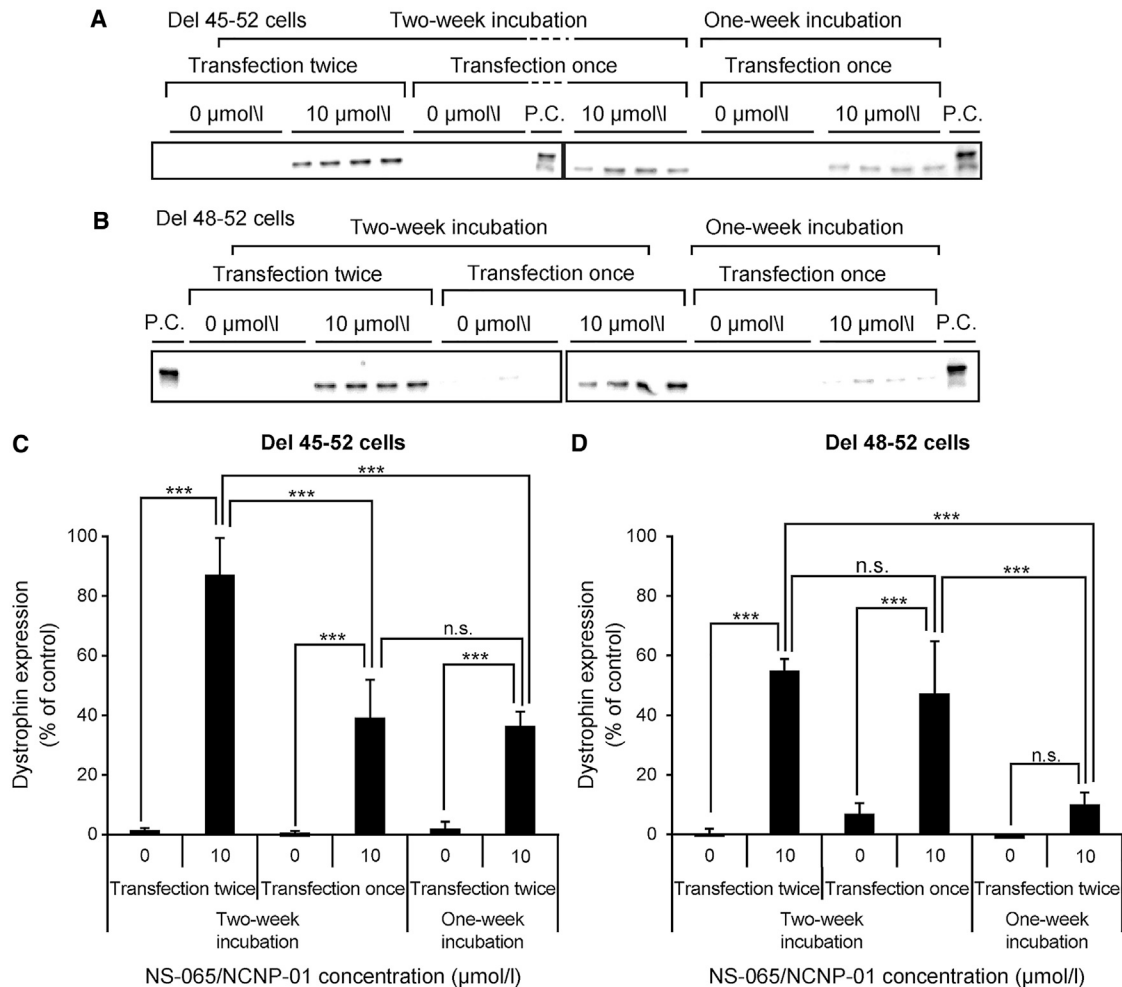 A
Del 45-52 cells
Two-week incubation
One-week incubation
Transfection twice
Transfection once
Transfection once
0 µmol\l
10 µmol\l
0 µmol\l
P.C.
10 µmol\l
0 µmol\l
10 µmol\l
P.C.
B
Del 48-52 cells
Two-week incubation
One-week incubation
Transfection twice
Transfection once
Transfection once
P.C.
0 µmol\l
10 µmol\l
0 µmol\l
10 µmol\l
0 µmol\l
10 µmol\l
P.C.
C
Del 45-52 cells
***
***
***
***
n.s.
***
Dystrophin expression
(% of control)
100
80
60
40
20
0
0
10
0
10
0
10
Transfection twice
Transfection once
Transfection twice
Two-week
incubation
One-week
incubation
NS-065/NCNP-01 concentration (µmol/l)
D
Del 48-52 cells
***
n.s.
***
***
***
n.s.
Dystrophin expression
(% of control)
100
80
60
40
20
0
0
10
0
10
0
10
Transfection twice
Transfection once
Transfection twice
Two-week
incubation
One-week
incubation
NS-065/NCNP-01 concentration (µmol/l)